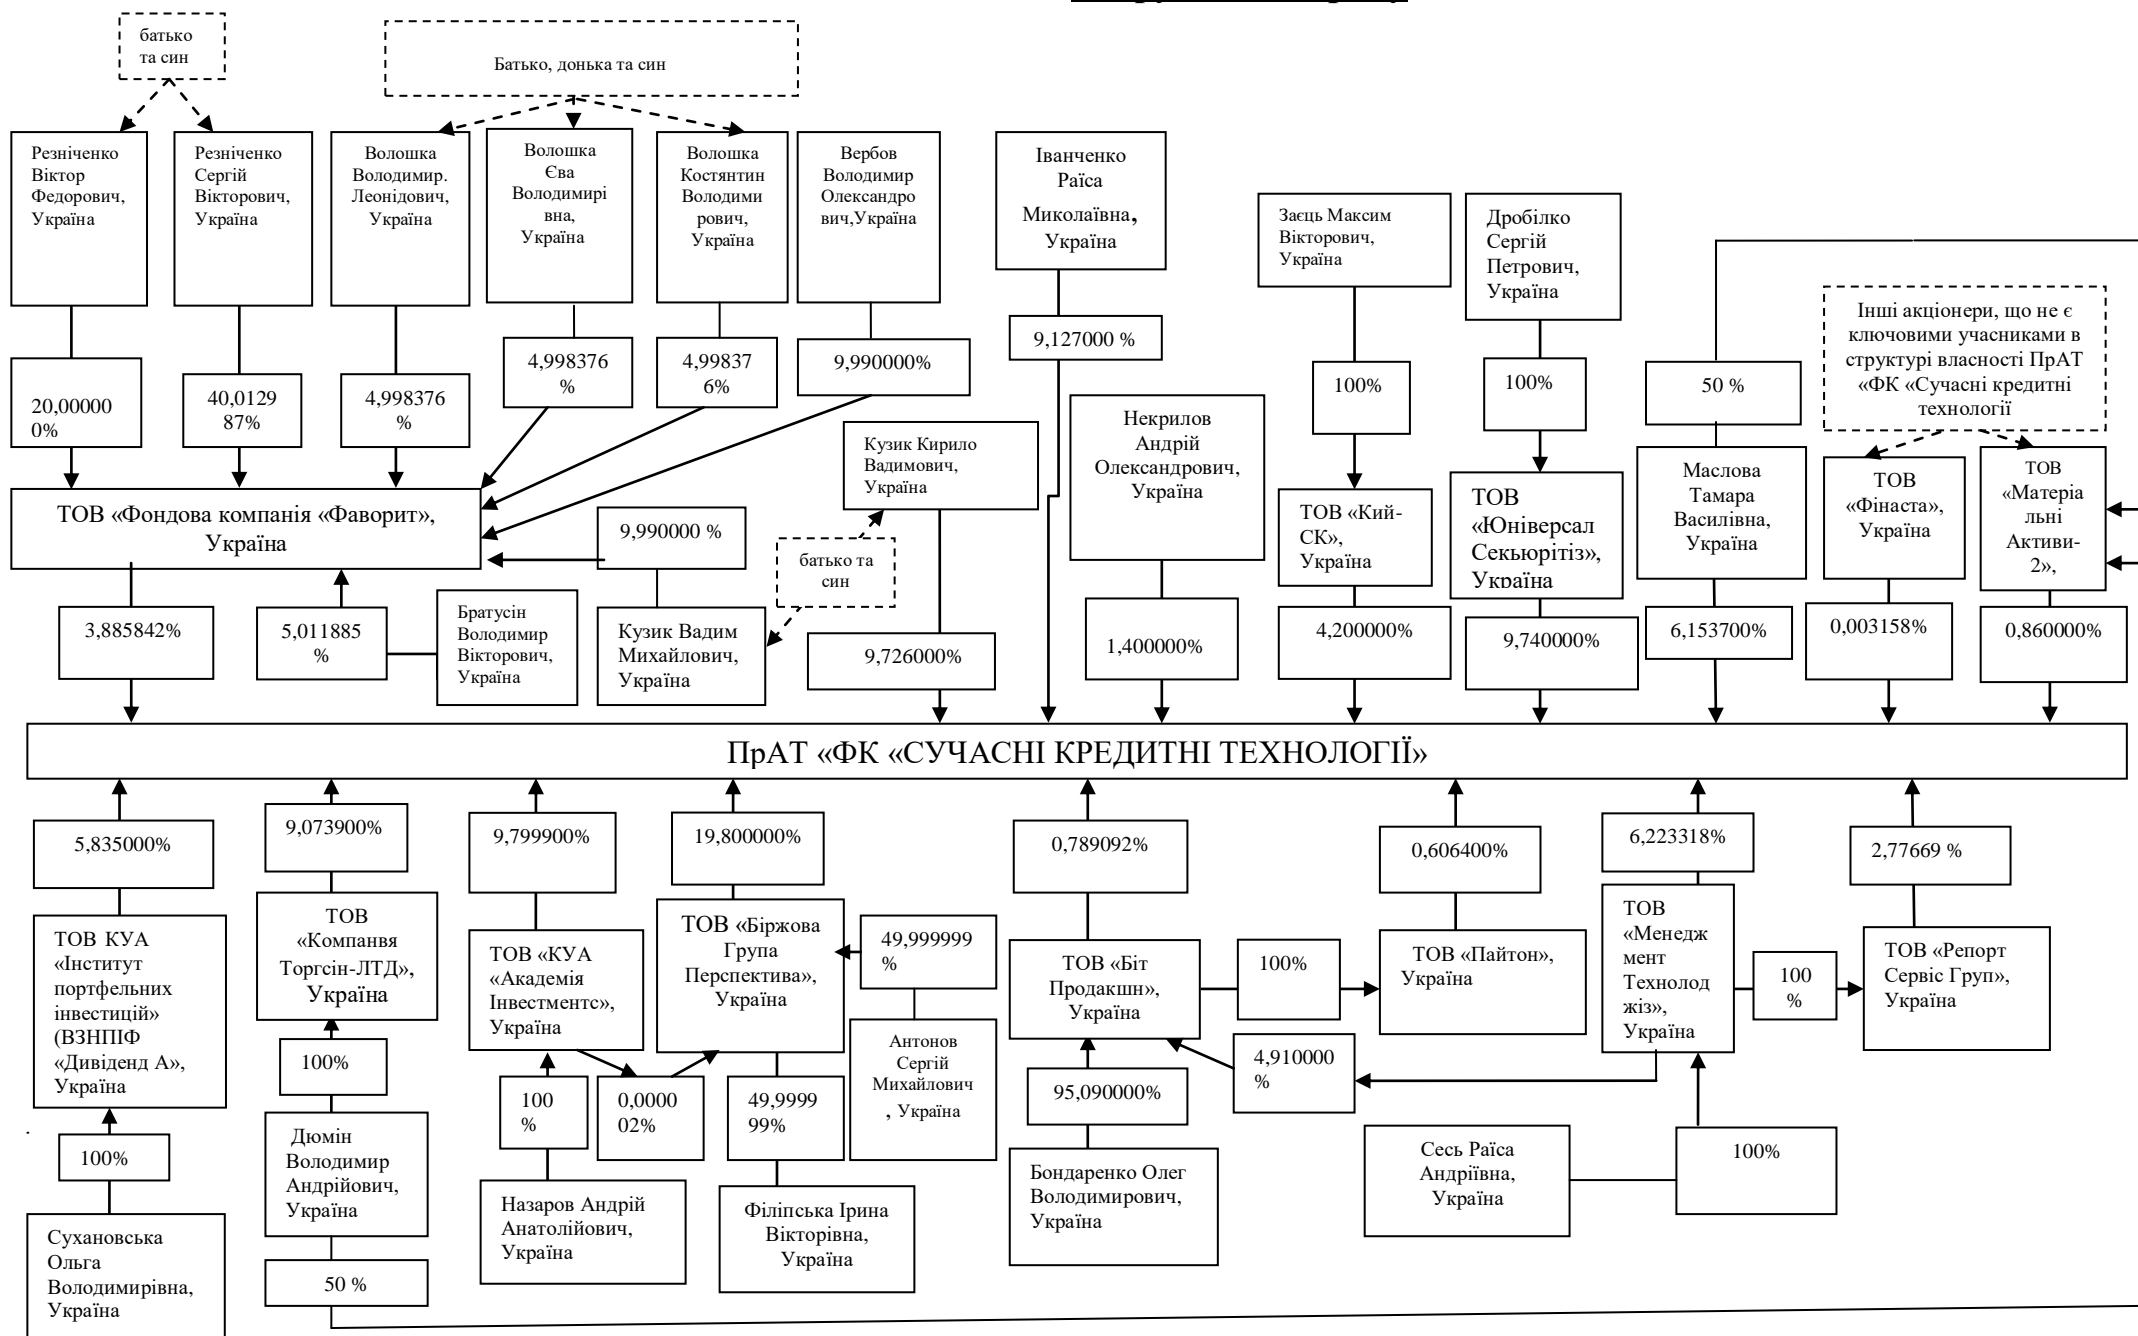 батько
та син
Батько, донька та син
Резніченко
Віктор
Федорович,
Україна
Резніченко
Сергій
Вікторович,
Україна
Волошка
Володимир.
Леонідович,
Україна
Волошка
Єва
Володимирі
вна,
Україна
Волошка
Костянтин
Володими
рович,
Україна
Вербов
Володимир
Олександро
вич,Україна
Іванченко
Раїса
Миколаївна,
Україна
Заєць Максим
Вікторович,
Україна
Дробілко
Сергій
Петрович,
Україна
Інші акціонери, що не є
ключовими учасниками в
структурі власності ПрАТ
«ФК «Сучасні кредитні
технології
20,00000
0%
40,0129
87%
4,998376
%
4,998376
%
4,99837
6%
9,990000%
9,127000 %
100%
100%
50 %
Кузик Кирило
Вадимович,
Україна
Некрилов
Андрій
Олександрович,
Україна
ТОВ «Фондова компанія «Фаворит»,
Україна
9,990000 %
батько та
син
ТОВ «Кий-
СК»,
Україна
ТОВ
«Юніверсал
Секьюрітіз»,
Україна
Маслова
Тамара
Василівна,
Україна
ТОВ
«Фінаста»,
Україна
ТОВ
«Матеріа
льні
Активи-
2»,
3,885842%
5,011885
%
Братусін
Володимир
Вікторович,
Україна
Кузик Вадим
Михайлович,
Україна
9,726000%
1,400000%
4,200000%
9,740000%
6,153700%
0,003158%
0,860000%
ПрАТ «ФК «СУЧАСНІ КРЕДИТНІ ТЕХНОЛОГІЇ»
5,835000%
9,073900%
9,799900%
19,800000%
0,789092%
0,606400%
6,223318%
2,77669 %
ТОВ КУА
«Інститут
портфельних
інвестицій»
(ВЗНПІФ
«Дивіденд А»,
Україна
ТОВ
«Компанвя
Торгсін-ЛТД»,
Україна
ТОВ «КУА
«Академія
Інвестментс»,
Україна
ТОВ «Біржова
Група
Перспектива»,
Україна
49,999999
%
ТОВ «Біт
Продакшн»,
Україна
100%
ТОВ «Пайтон»,
Україна
ТОВ
«Менедж
мент
Технолод
жіз»,
Україна
100
%
ТОВ «Репорт
Сервіс Груп»,
Україна
100%
100
%
0,00000
02%
49,9999
99%
Антонов
Сергій
Михайлович
, Україна
95,090000%
4,910000
%
.
100%
Дюмін
Володимир
Андрійович,
Україна
Назаров Андрій
Анатолійович,
Україна
Філіпська Ірина
Вікторівна,
Україна
Бондаренко Олег
Володимирович,
Україна
Сесь Раїса
Андріївна,
Україна
100%
Сухановська
Ольга
Володимирівна,
Україна
50 %